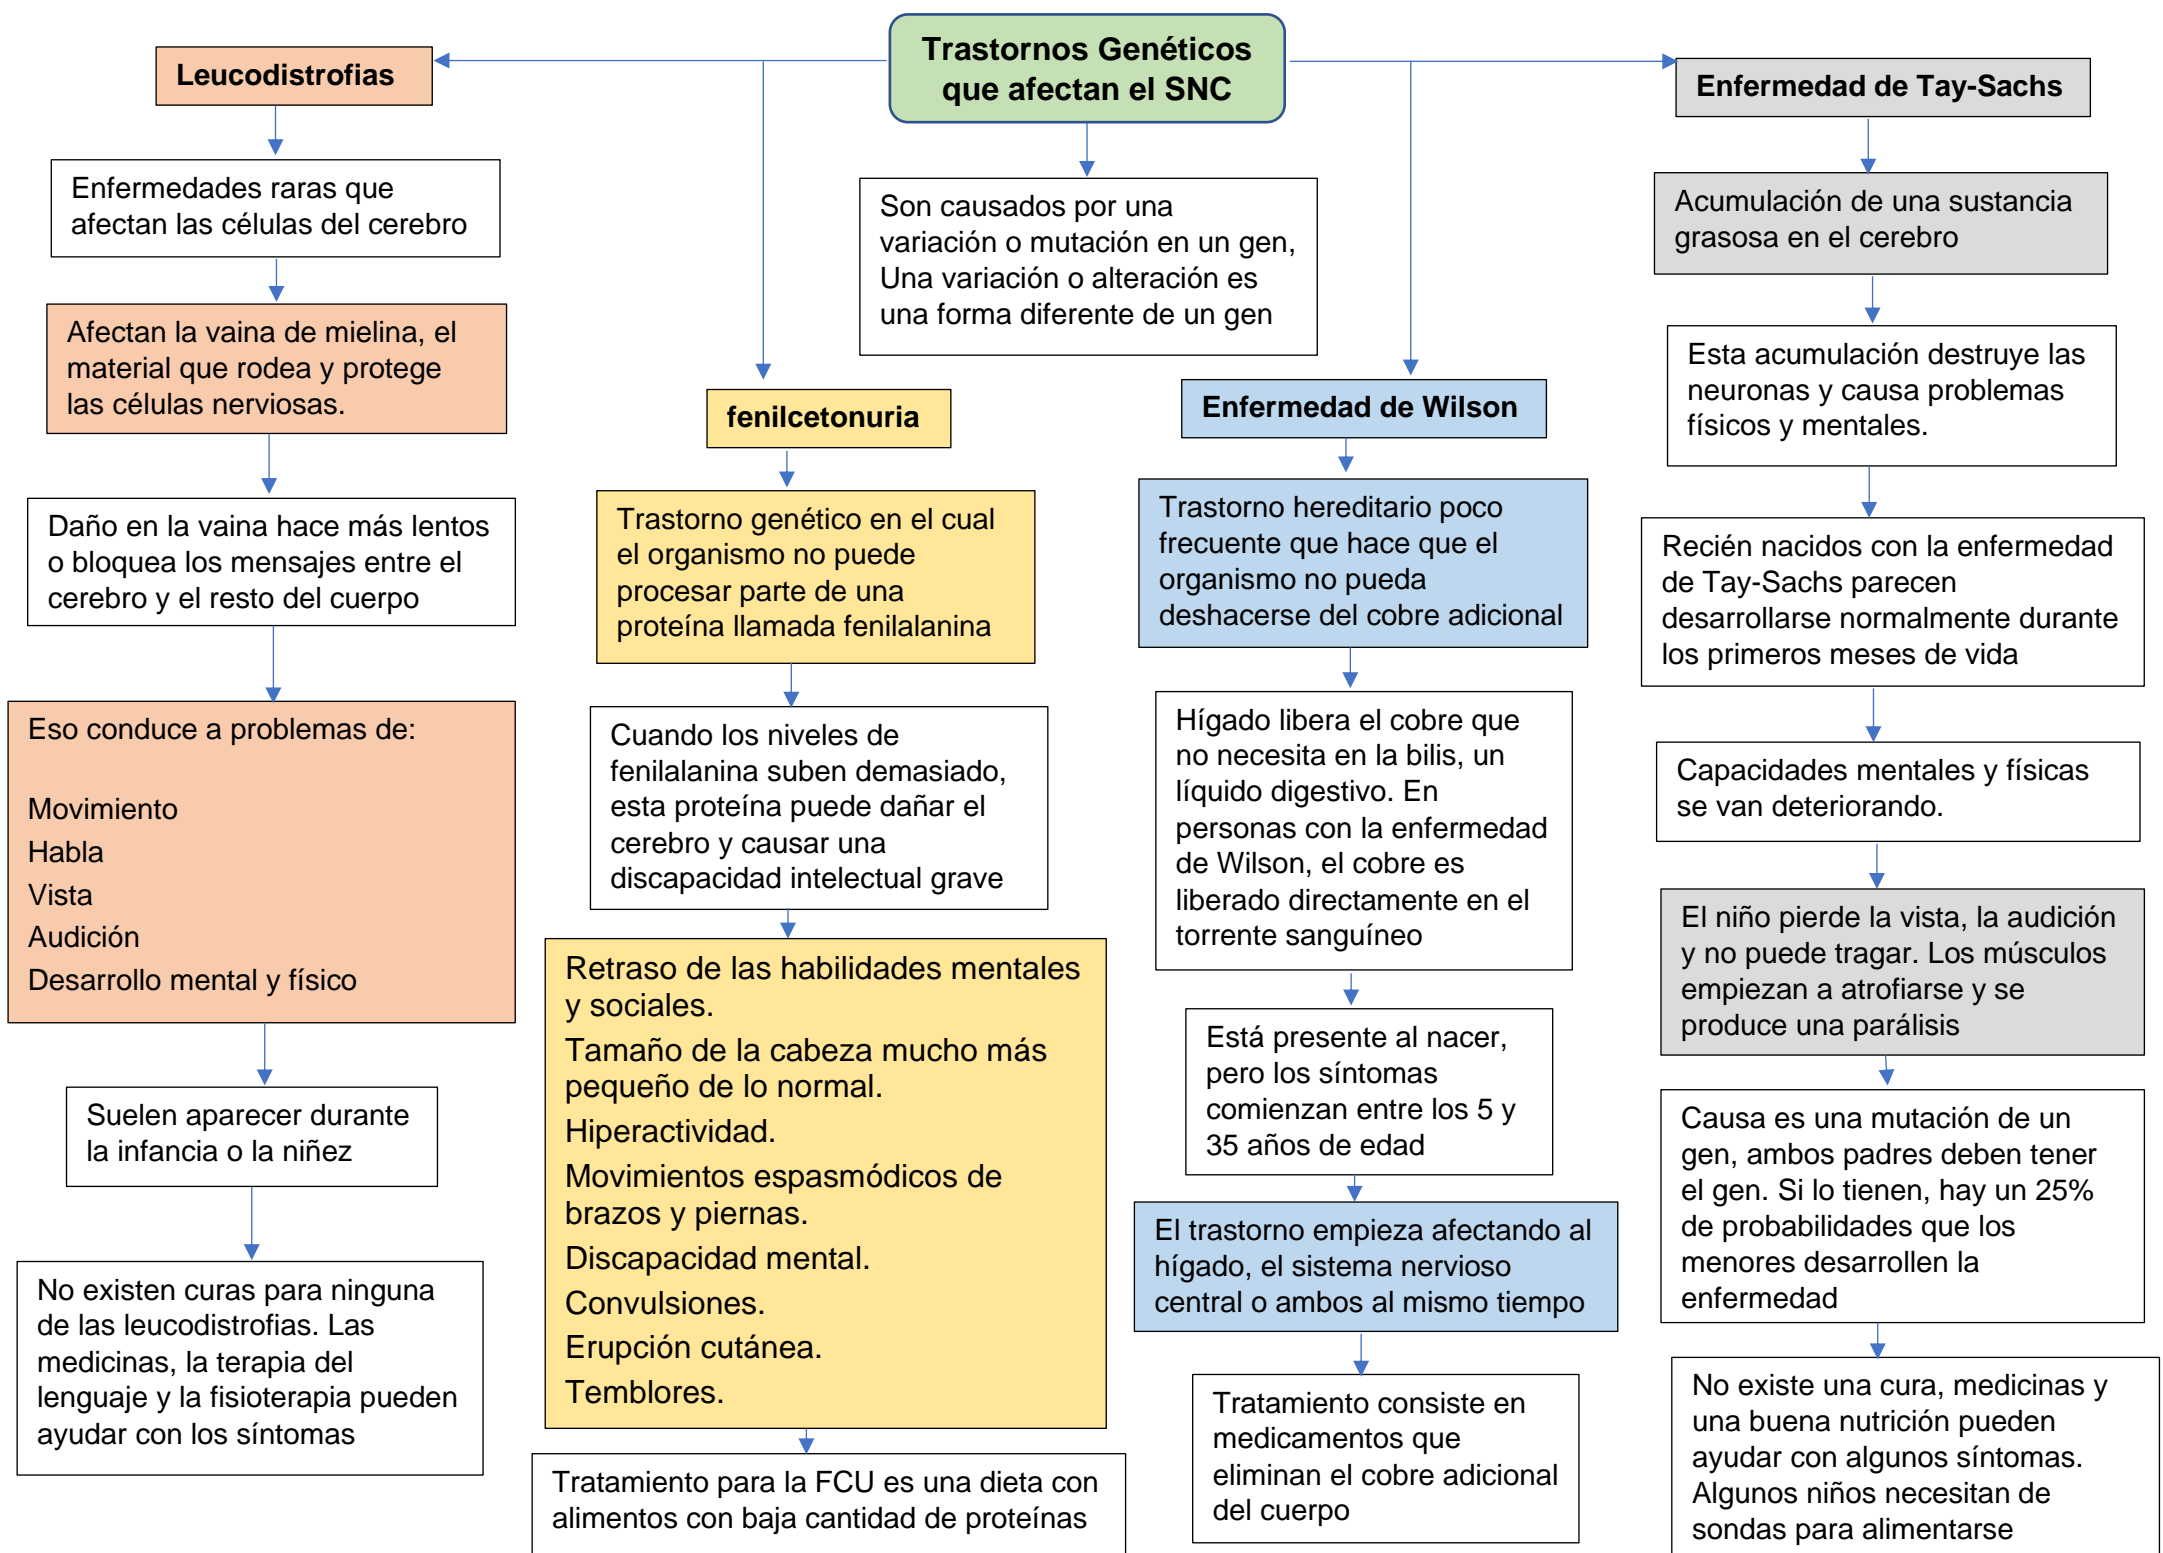 Trastornos Genéticos
que afectan el SNC
Son causados por una
variación o mutación en un gen,
Una variación o alteración es
una forma diferente de un gen
Leucodistrofias
Enfermedades raras que
afectan las células del cerebro
Afectan la vaina de mielina, el
material que rodea y protege
las células nerviosas.
Daño en la vaina hace más lentos
o bloquea los mensajes entre el
cerebro y el resto del cuerpo
Eso conduce a problemas de:
Movimiento
Habla
Vista
Audición
Desarrollo mental y físico
Suelen aparecer durante
la infancia o la niñez
No existen curas para ninguna
de las leucodistrofias. Las
medicinas, la terapia del
lenguaje y la fisioterapia pueden
ayudar con los síntomas
fenilcetonuria
Trastorno genético en el cual
el organismo no puede
procesar parte de una
proteína llamada fenilalanina
Cuando los niveles de
fenilalanina suben demasiado,
esta proteína puede dañar el
cerebro y causar una
discapacidad intelectual grave
Retraso de las habilidades mentales
y sociales.
Tamaño de la cabeza mucho más
pequeño de lo normal.
Hiperactividad.
Movimientos espasmódicos de
brazos y piernas.
Discapacidad mental.
Convulsiones.
Erupción cutánea.
Temblores.
Tratamiento para la FCU es una dieta con
alimentos con baja cantidad de proteínas
Enfermedad de Wilson
Trastorno hereditario poco
frecuente que hace que el
organismo no pueda
deshacerse del cobre adicional
Hígado libera el cobre que
no necesita en la bilis, un
líquido digestivo. En
personas con la enfermedad
de Wilson, el cobre es
liberado directamente en el
torrente sanguíneo
Está presente al nacer,
pero los síntomas
comienzan entre los 5 y
35 años de edad
El trastorno empieza afectando al
hígado, el sistema nervioso
central o ambos al mismo tiempo
Tratamiento consiste en
medicamentos que
eliminan el cobre adicional
del cuerpo
Enfermedad de Tay-Sachs
Acumulación de una sustancia
grasosa en el cerebro
Esta acumulación destruye las
neuronas y causa problemas
físicos y mentales.
Recién nacidos con la enfermedad
de Tay-Sachs parecen
desarrollarse normalmente durante
los primeros meses de vida
Capacidades mentales y físicas
se van deteriorando.
El niño pierde la vista, la audición
y no puede tragar. Los músculos
empiezan a atrofiarse y se
produce una parálisis
Causa es una mutación de un
gen, ambos padres deben tener
el gen. Si lo tienen, hay un 25%
de probabilidades que los
menores desarrollen la
enfermedad
No existe una cura, medicinas y
una buena nutrición pueden
ayudar con algunos síntomas.
Algunos niños necesitan de
sondas para alimentarse